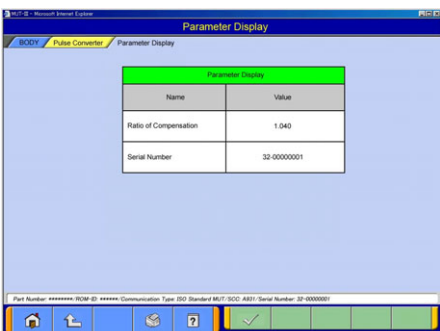 MUT-III - Microsoft Internet Explorer
Parameter Display
BODY Pulse Converter Parameter Display
Parameter Display
Name Value
Ratio of Compensation 1.040
Serial Number 32-00000001
Part Number: ********/ROM-ID: ******/Communication Type: ISO Standard MUT/SOC: A931/Serial Number: 32-00000001
?